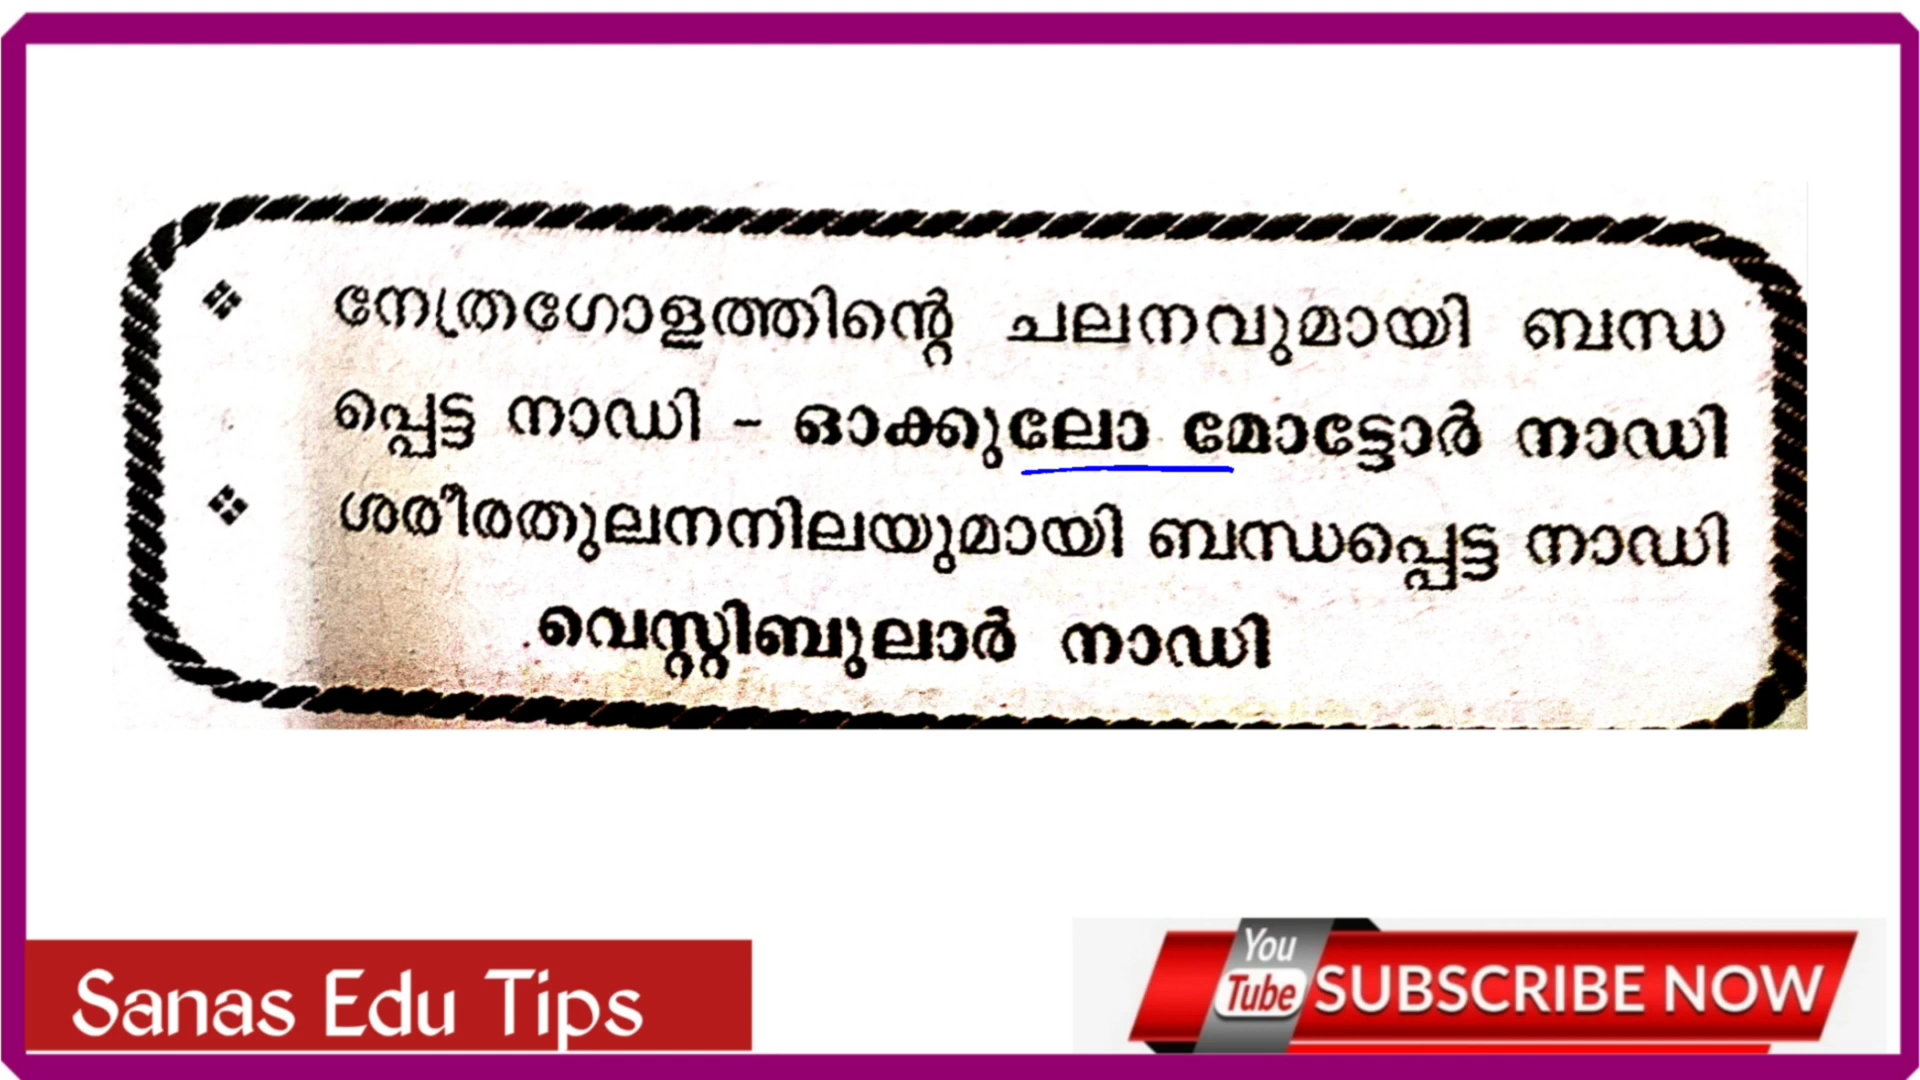 ❖ നേത്രഗോളത്തിന്റെ ചലനവുമായി ബന്ധ
പ്പെട്ട നാഡി - ഓക്കുലോ മോട്ടോർ നാഡി
❖ ശരീരതുലനനിലയുമായി ബന്ധപ്പെട്ട നാഡി
വെസ്റ്റിബുലാർ നാഡി
Sanas Edu Tips
You Tube SUBSCRIBE NOW